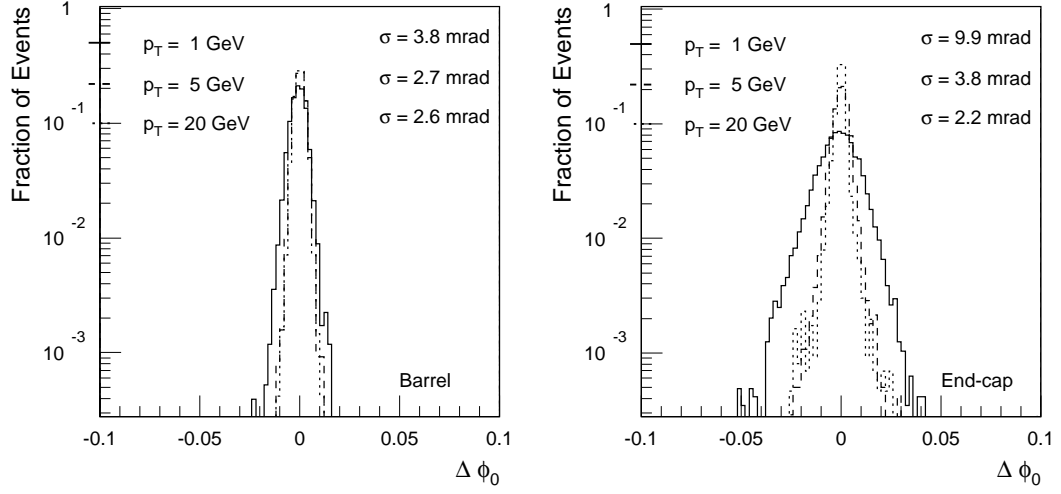 Fraction of Events
1
10 -1
10 -2
10 -3
p_T = 1 GeV σ = 3.8 mrad
p_T = 5 GeV σ = 2.7 mrad
p_T = 20 GeV σ = 2.6 mrad
Barrel
-0.1 -0.05 0 0.05 0.1
Δ ϕ_0
Fraction of Events
1
10 -1
10 -2
10 -3
p_T = 1 GeV σ = 9.9 mrad
p_T = 5 GeV σ = 3.8 mrad
p_T = 20 GeV σ = 2.2 mrad
End-cap
-0.1 -0.05 0 0.05 0.1
Δ ϕ_0